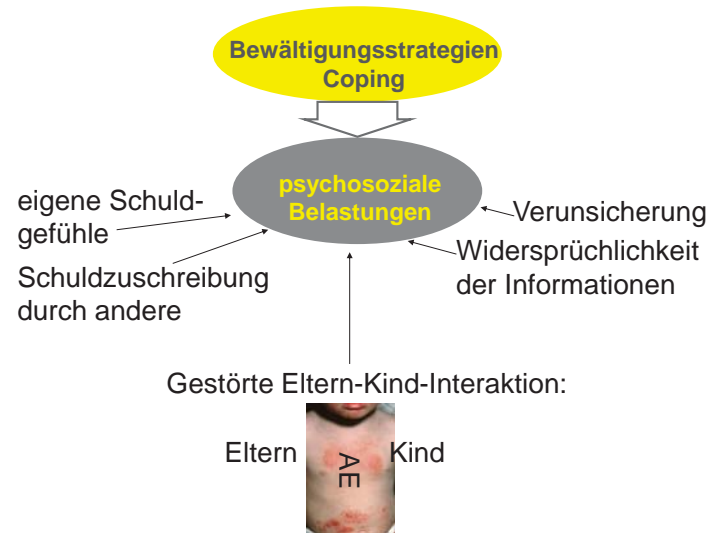 Bewältigungsstrategien
Coping
psychosoziale
Belastungen
eigene Schuld-
gefühle
Schuldzuschreibung
durch andere
Verunsicherung
Widersprüchlichkeit
der Informationen
Gestörte Eltern-Kind-Interaktion:
Eltern AE Kind